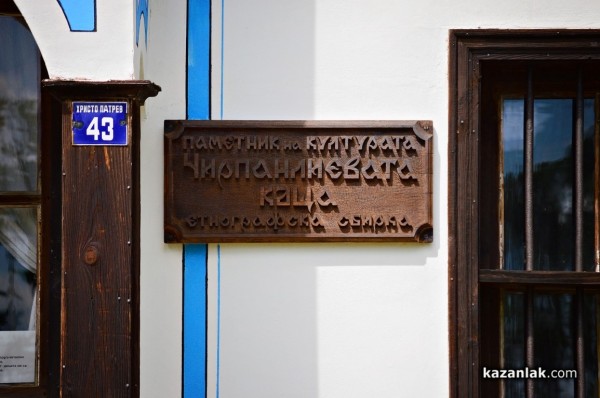 ХРИСТО ПАТРЕВ
43
ПАМЕТНИК на КУЛТУРАТА
ЧИРПАНЛИЕВАТА
КЪЩА
ЕТНОГРАФСКА СБИРКА
kazanlak.com